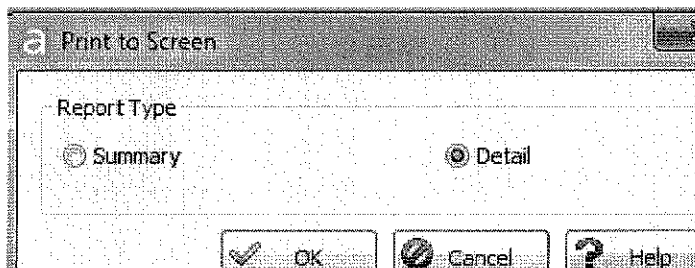 a Print to Screen
Report Type
Summary Detail
OK Cancel ? Help